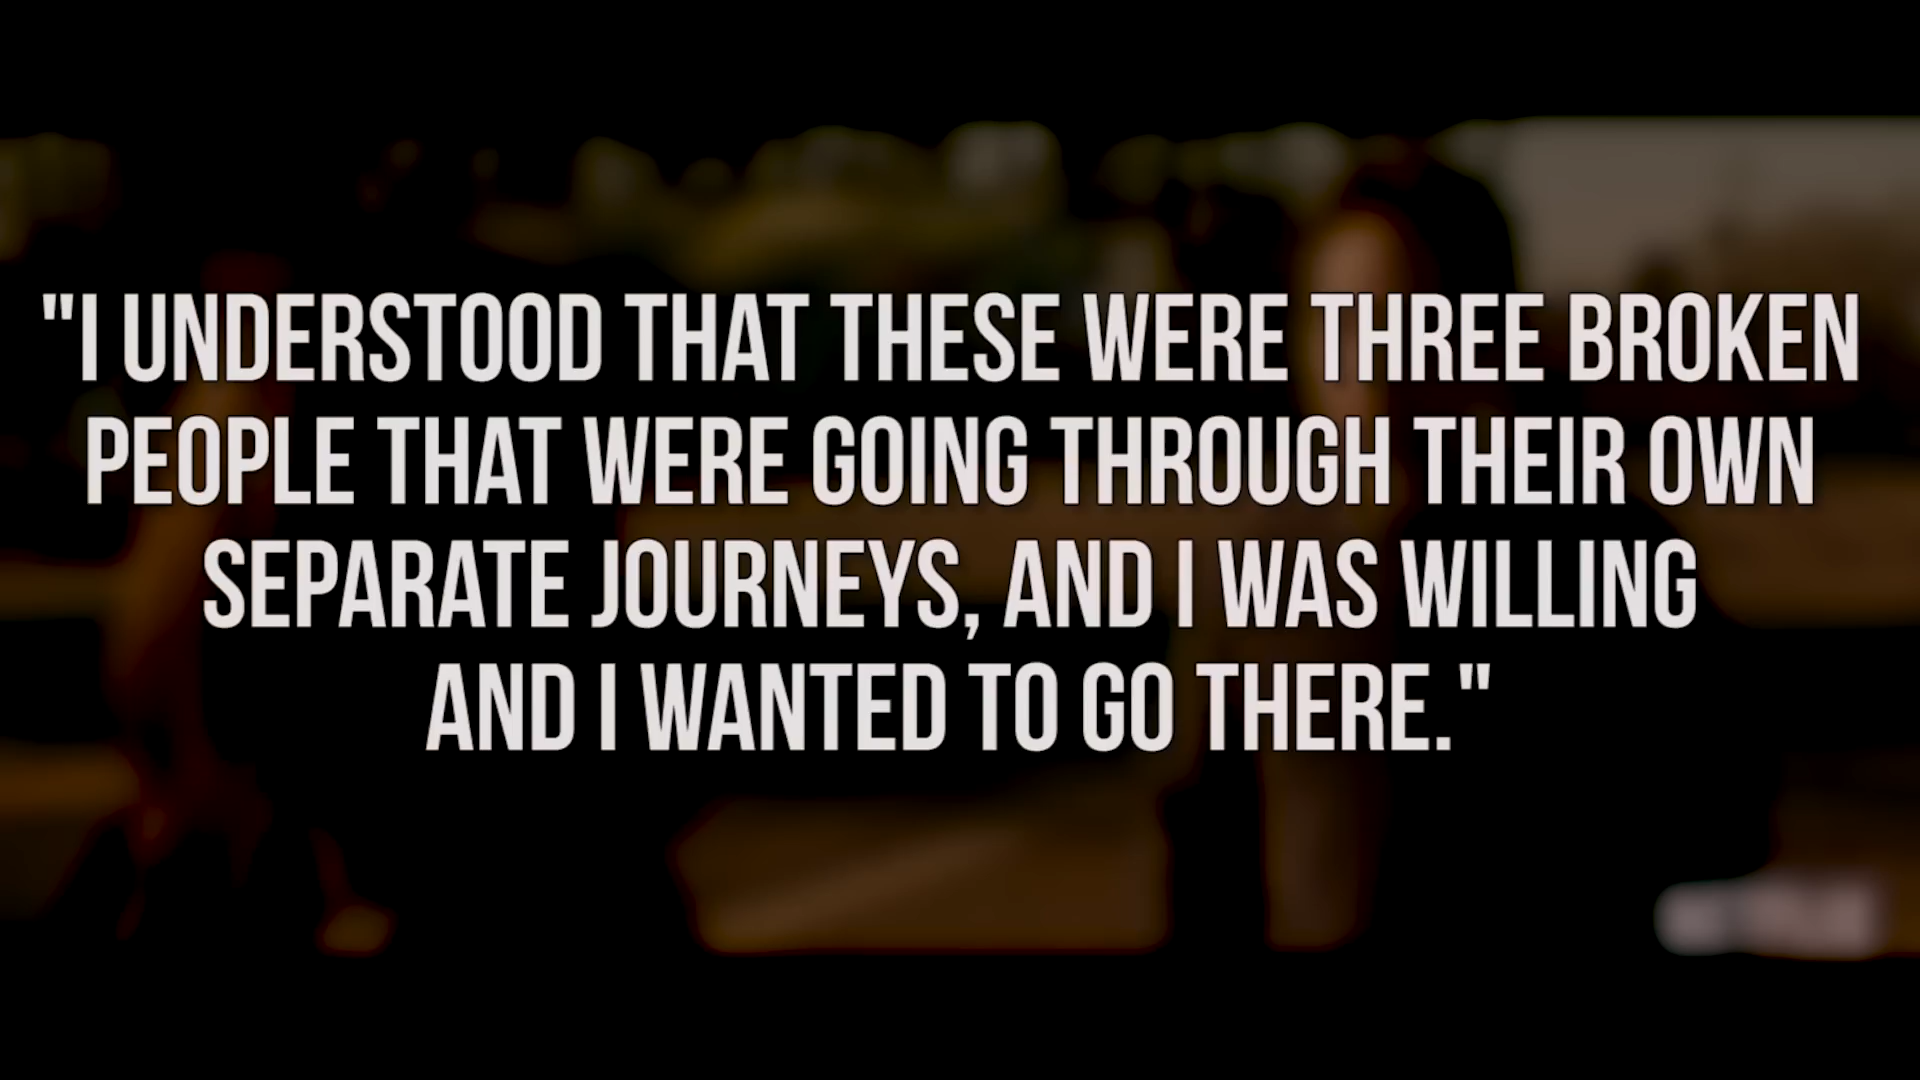 "I UNDERSTOOD THAT THESE WERE THREE BROKEN
PEOPLE THAT WERE GOING THROUGH THEIR OWN
SEPARATE JOURNEYS, AND I WAS WILLING
AND I WANTED TO GO THERE."